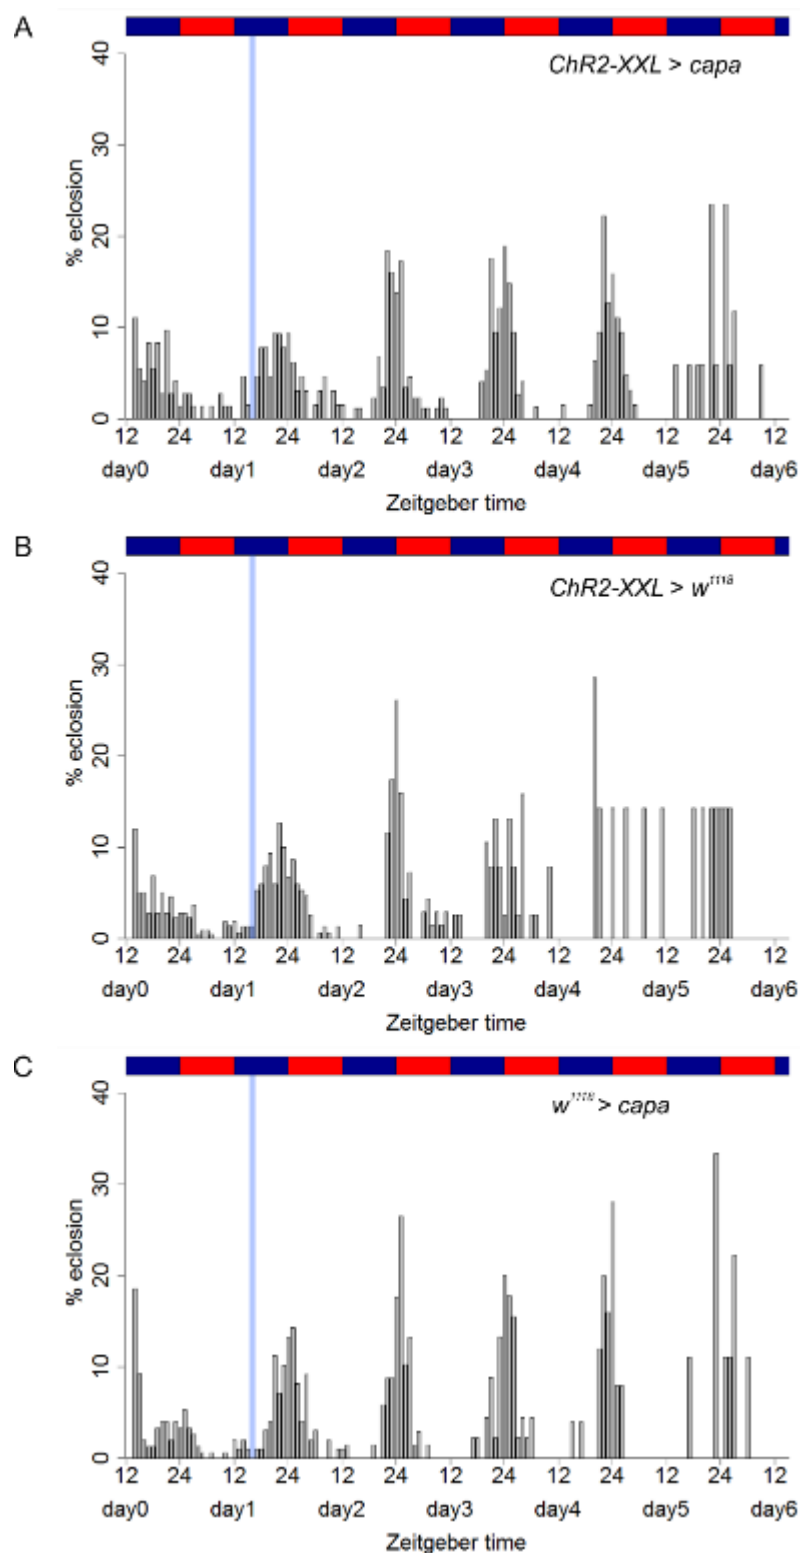 A
ChR2-XXL > capa
40
30
20
10
0
% eclosion
12 24 12 24 12 24 12 24 12 24 12 24 12
day0 day1 day2 day3 day4 day5 day6
Zeitgeber time
B
ChR2-XXL > w¹¹¹⁸
40
30
20
10
0
% eclosion
12 24 12 24 12 24 12 24 12 24 12 24 12
day0 day1 day2 day3 day4 day5 day6
Zeitgeber time
C
w¹¹¹⁸ > capa
40
30
20
10
0
% eclosion
12 24 12 24 12 24 12 24 12 24 12 24 12
day0 day1 day2 day3 day4 day5 day6
Zeitgeber time